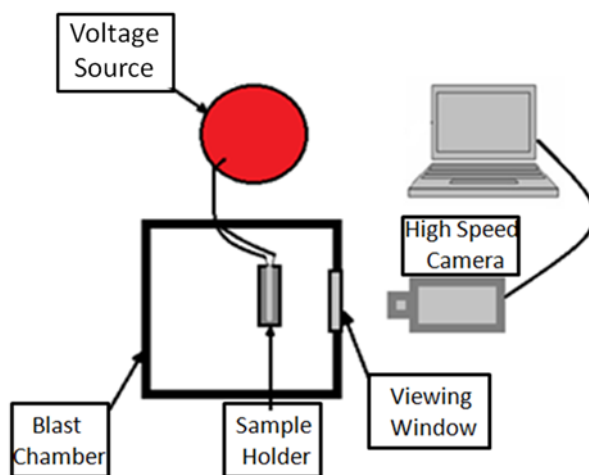 Voltage
Source
High Speed
Camera
Blast
Chamber
Sample
Holder
Viewing
Window